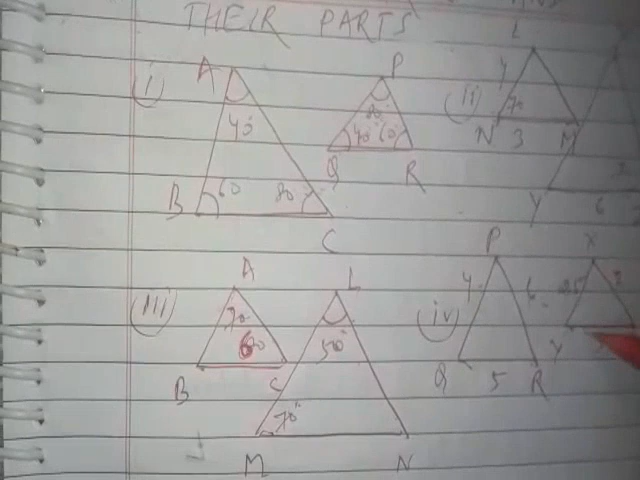 THEIR PARTS
(i) A 40° B 60 80 C
P 80° Q 40° 60° R
(ii) L 4 70 N 3 M
Y 6
(iii) A 70 60 B C
L 50° 70° M N
(iv) P 4 6 Q 5 R
X Y